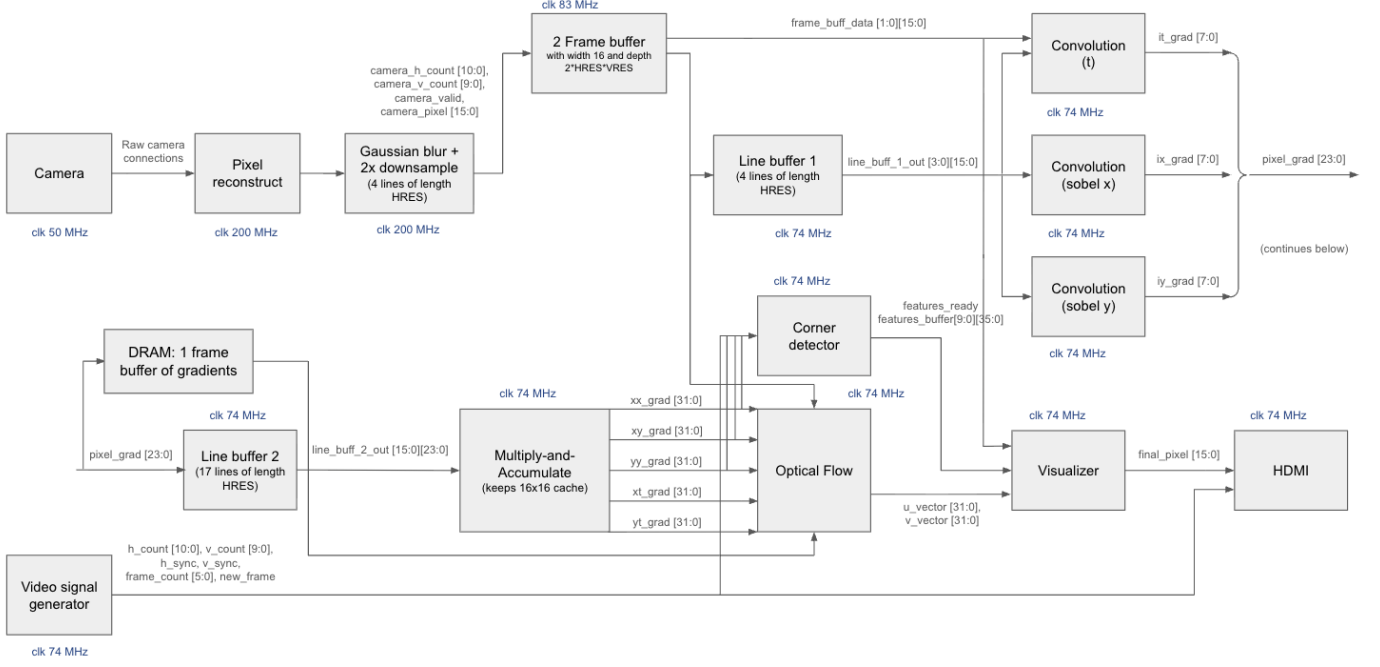 clk 83 MHz
2 Frame buffer
with width 16 and depth
2*HRES*VRES
frame_buff_data [1:0][15:0]
Convolution
(t)
it_grad [7:0]
clk 74 MHz
camera_h_count [10:0],
camera_v_count [9:0],
camera_valid,
camera_pixel [15:0]
Camera
clk 50 MHz
Raw camera
connections
Pixel
reconstruct
clk 200 MHz
Gaussian blur +
2x downsample
(4 lines of length
HRES)
clk 200 MHz
Line buffer 1
(4 lines of length
HRES)
clk 74 MHz
line_buff_1_out [3:0][15:0]
Convolution
(sobel x)
clk 74 MHz
ix_grad [7:0]
pixel_grad [23:0]
(continues below)
Convolution
(sobel y)
clk 74 MHz
iy_grad [7:0]
clk 74 MHz
Corner
detector
features_ready
features_buffer[9:0][35:0]
DRAM: 1 frame
buffer of gradients
clk 74 MHz
pixel_grad [23:0]
Line buffer 2
(17 lines of length
HRES)
line_buff_2_out [15:0][23:0]
clk 74 MHz
Multiply-and-
Accumulate
(keeps 16x16 cache)
xx_grad [31:0]
xy_grad [31:0]
yy_grad [31:0]
xt_grad [31:0]
yt_grad [31:0]
clk 74 MHz
Optical Flow
u_vector [31:0],
v_vector [31:0]
clk 74 MHz
Visualizer
final_pixel [15:0]
clk 74 MHz
HDMI
h_count [10:0], v_count [9:0],
h_sync, v_sync,
frame_count [5:0], new_frame
Video signal
generator
clk 74 MHz